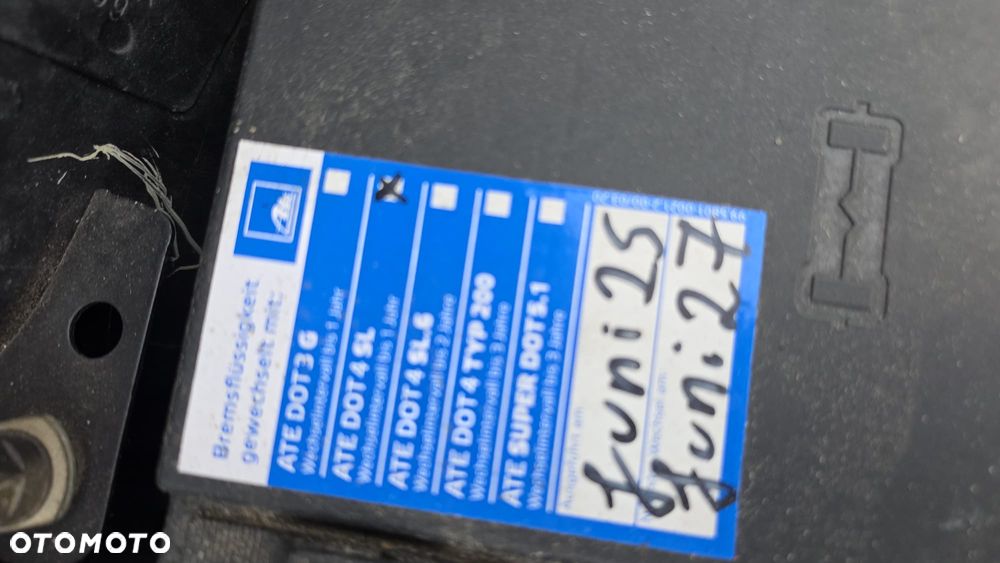 Ate
Bremsflüssigkeit
gewechselt mit:
ATE DOT 3 G
Wechselintervall bis 1 Jahr
ATE DOT 4 SL
Wechselintervall bis 1 Jahr
ATE DOT 4 SL.6
Wechselintervall bis 2 Jahre
ATE DOT 4 TYP 200
Wechselintervall bis 3 Jahre
ATE SUPER DOT 5.1
Wechselintervall bis 3 Jahre
Ausgeführt am
Juni 25
Wechsel am
Juni 27
OTOMOTO